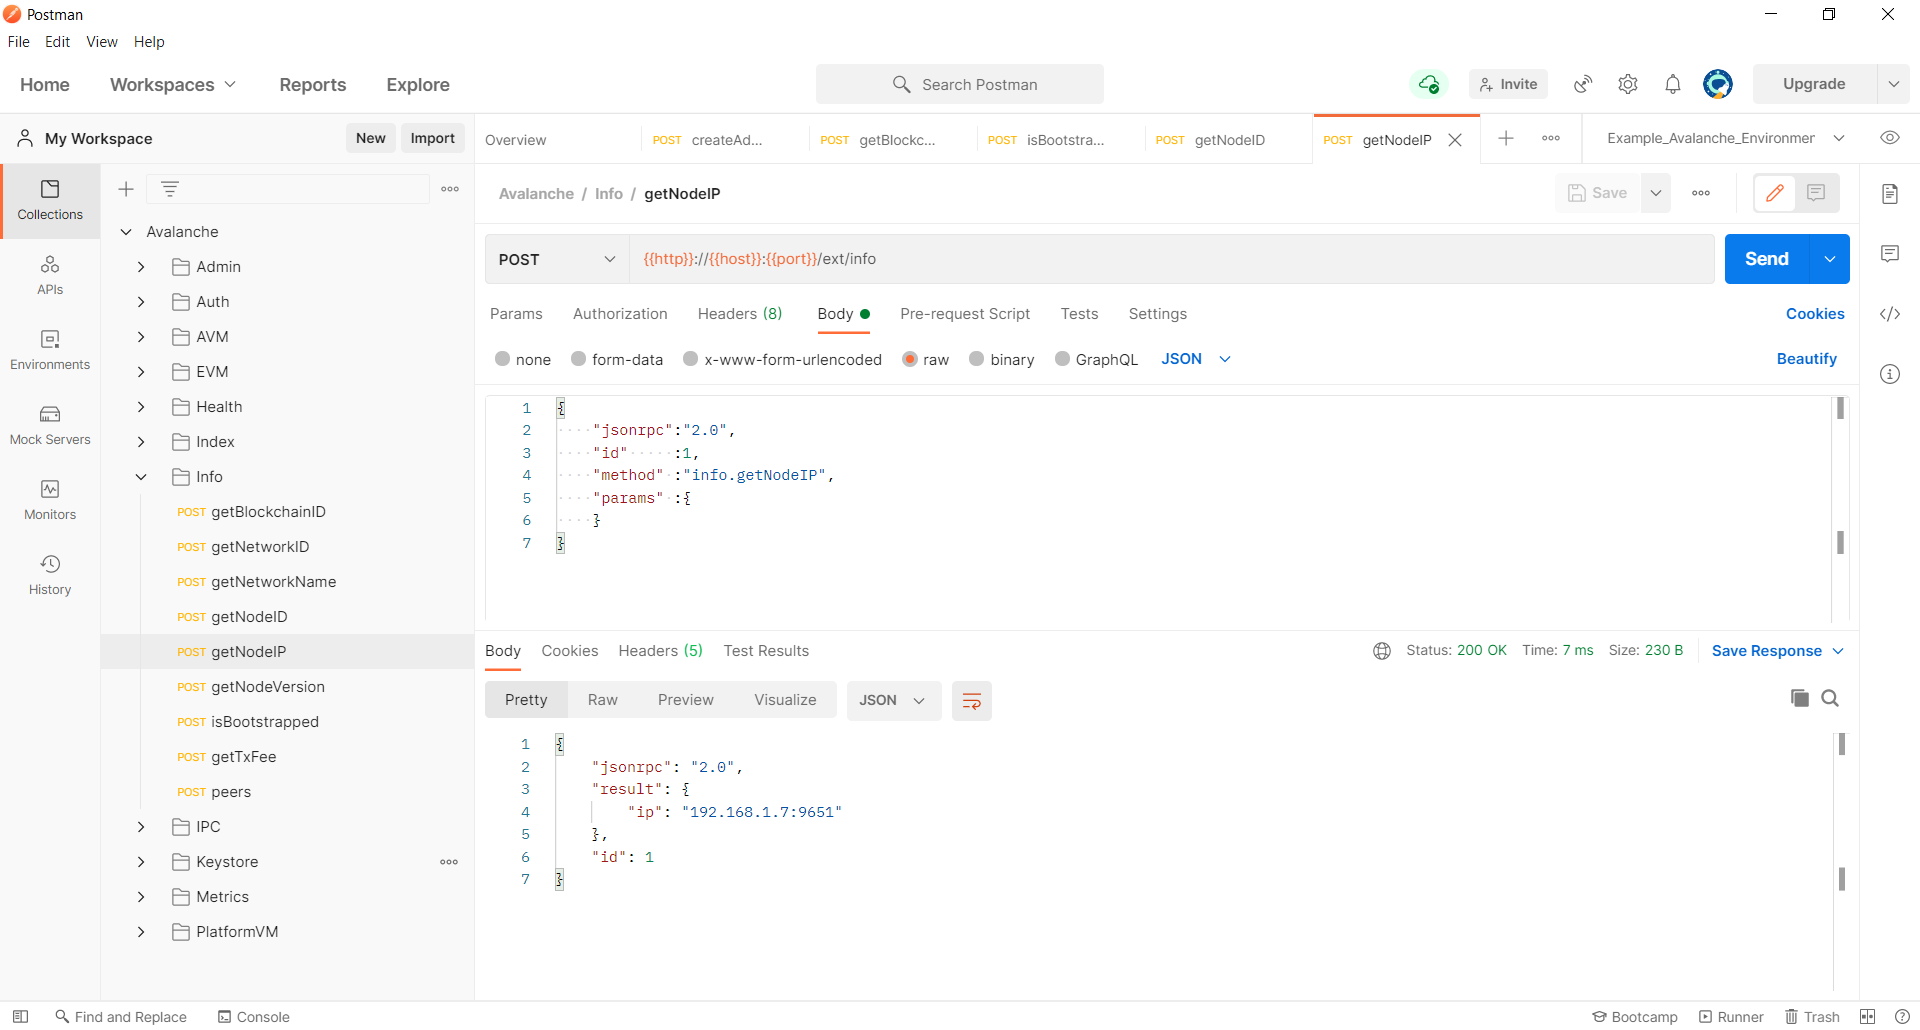 Postman
File Edit View Help
Home Workspaces Reports Explore Search Postman Invite Upgrade
My Workspace New Import
Overview POST createAd... POST getBlockc... POST isBootstra... POST getNodeID POST getNodeIP Example_Avalanche_Environmer
Collections
APIs
Environments
Mock Servers
Monitors
History
Avalanche
Admin
Auth
AVM
EVM
Health
Index
Info
POST getBlockchainID
POST getNetworkID
POST getNetworkName
POST getNodeID
POST getNodeIP
POST getNodeVersion
POST isBootstrapped
POST getTxFee
POST peers
IPC
Keystore
Metrics
PlatformVM
Avalanche / Info / getNodeIP Save
POST {{http}}://{{host}}:{{port}}/ext/info Send
Params Authorization Headers (8) Body Pre-request Script Tests Settings Cookies
none form-data x-www-form-urlencoded raw binary GraphQL JSON Beautify
1 {
2 "jsonrpc":"2.0",
3 "id" :1,
4 "method" :"info.getNodeIP",
5 "params" :{
6 }
7 }
Body Cookies Headers (5) Test Results Status: 200 OK Time: 7 ms Size: 230 B Save Response
Pretty Raw Preview Visualize JSON
1 {
2 "jsonrpc": "2.0",
3 "result": {
4 "ip": "192.168.1.7:9651"
5 },
6 "id": 1
7 }
Find and Replace Console Bootcamp Runner Trash